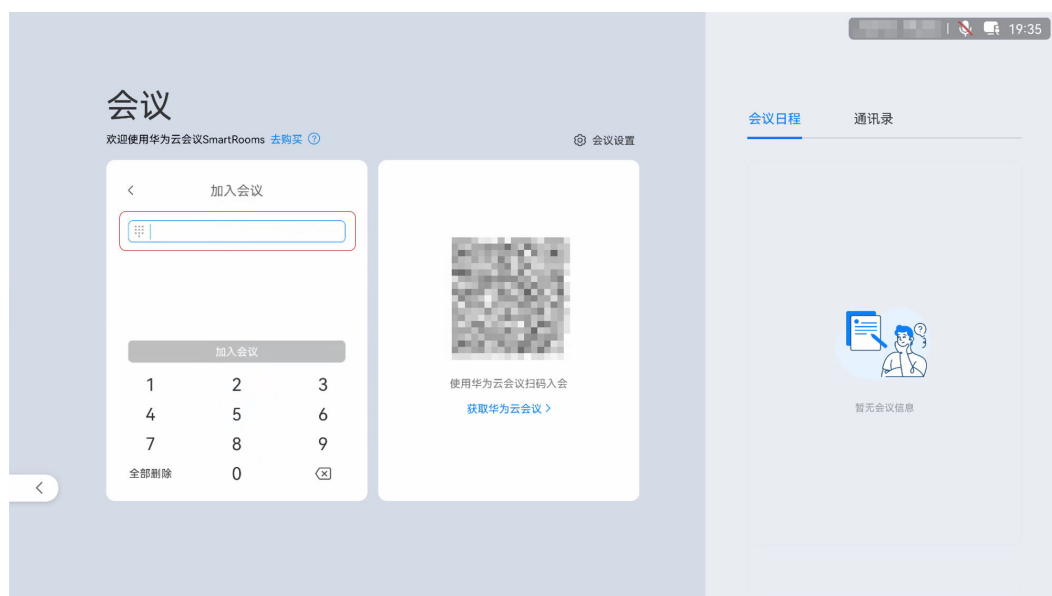 19:35
会议
欢迎使用华为云会议SmartRooms 去购买 ?
会议设置
加入会议
加入会议
1 2 3
4 5 6
7 8 9
全部删除 0
使用华为云会议扫码入会
获取华为云会议 >
会议日程 通讯录
暂无会议信息